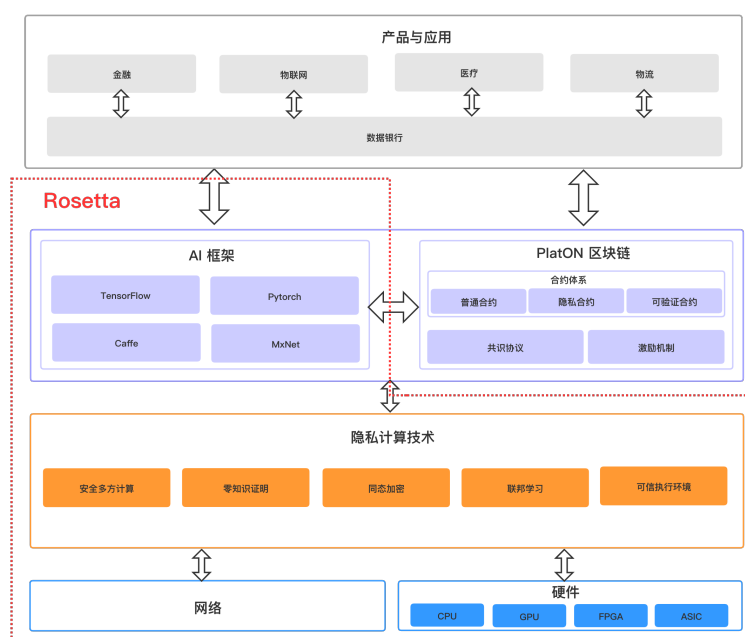 产品与应用
金融
物联网
医疗
物流
数据银行
Rosetta
AI 框架
TensorFlow
Pytorch
Caffe
MxNet
PlatON 区块链
合约体系
普通合约
隐私合约
可验证合约
共识协议
激励机制
隐私计算技术
安全多方计算
零知识证明
同态加密
联邦学习
可信执行环境
网络
硬件
CPU
GPU
FPGA
ASIC